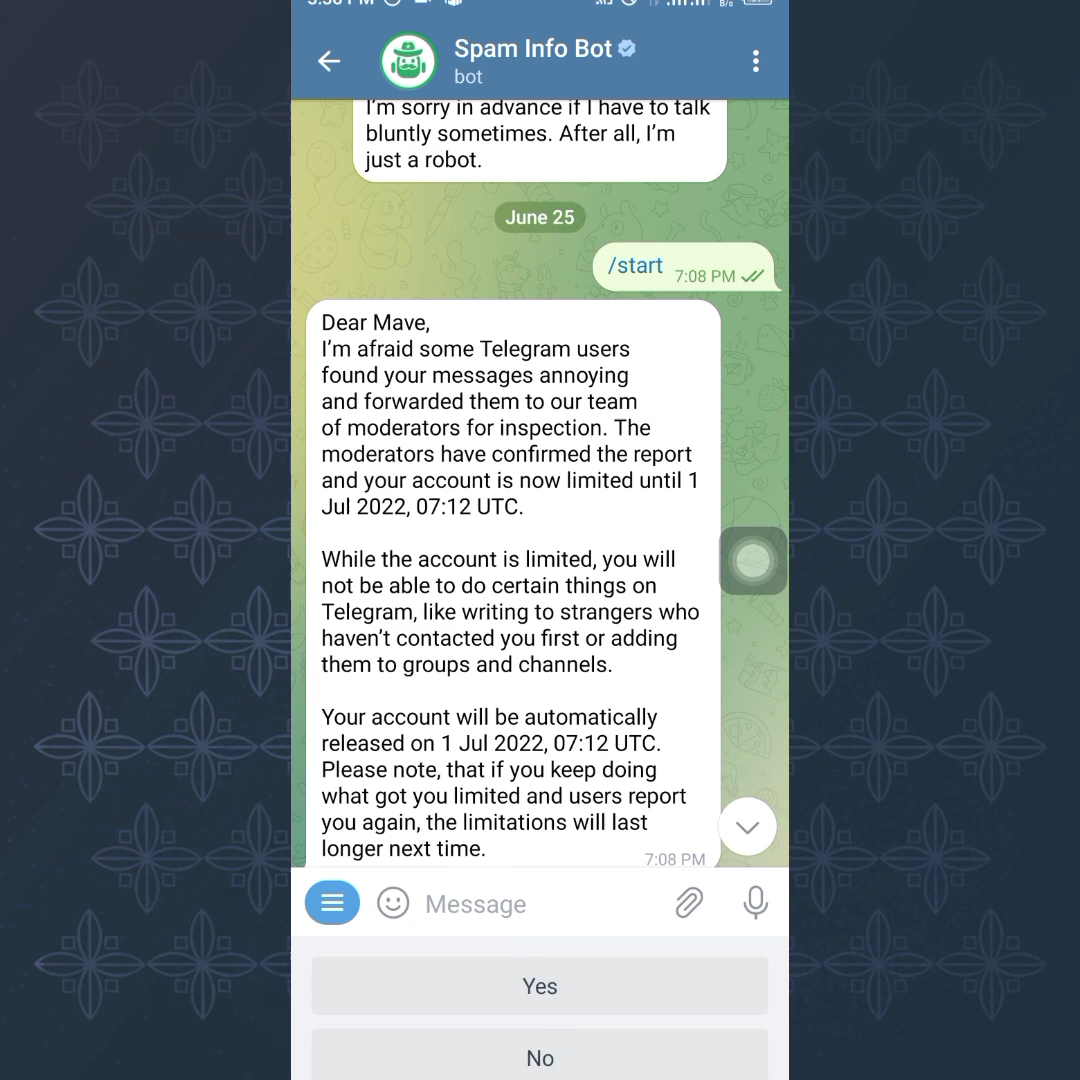 Spam Info Bot
bot
I'm sorry in advance if I have to talk
bluntly sometimes. After all, I'm
just a robot.
June 25
/start
7:08 PM
Dear Mave,
I'm afraid some Telegram users
found your messages annoying
and forwarded them to our team
of moderators for inspection. The
moderators have confirmed the report
and your account is now limited until 1
Jul 2022, 07:12 UTC.
While the account is limited, you will
not be able to do certain things on
Telegram, like writing to strangers who
haven't contacted you first or adding
them to groups and channels.
Your account will be automatically
released on 1 Jul 2022, 07:12 UTC.
Please note, that if you keep doing
what got you limited and users report
you again, the limitations will last
longer next time.
7:08 PM
Message
Yes
No